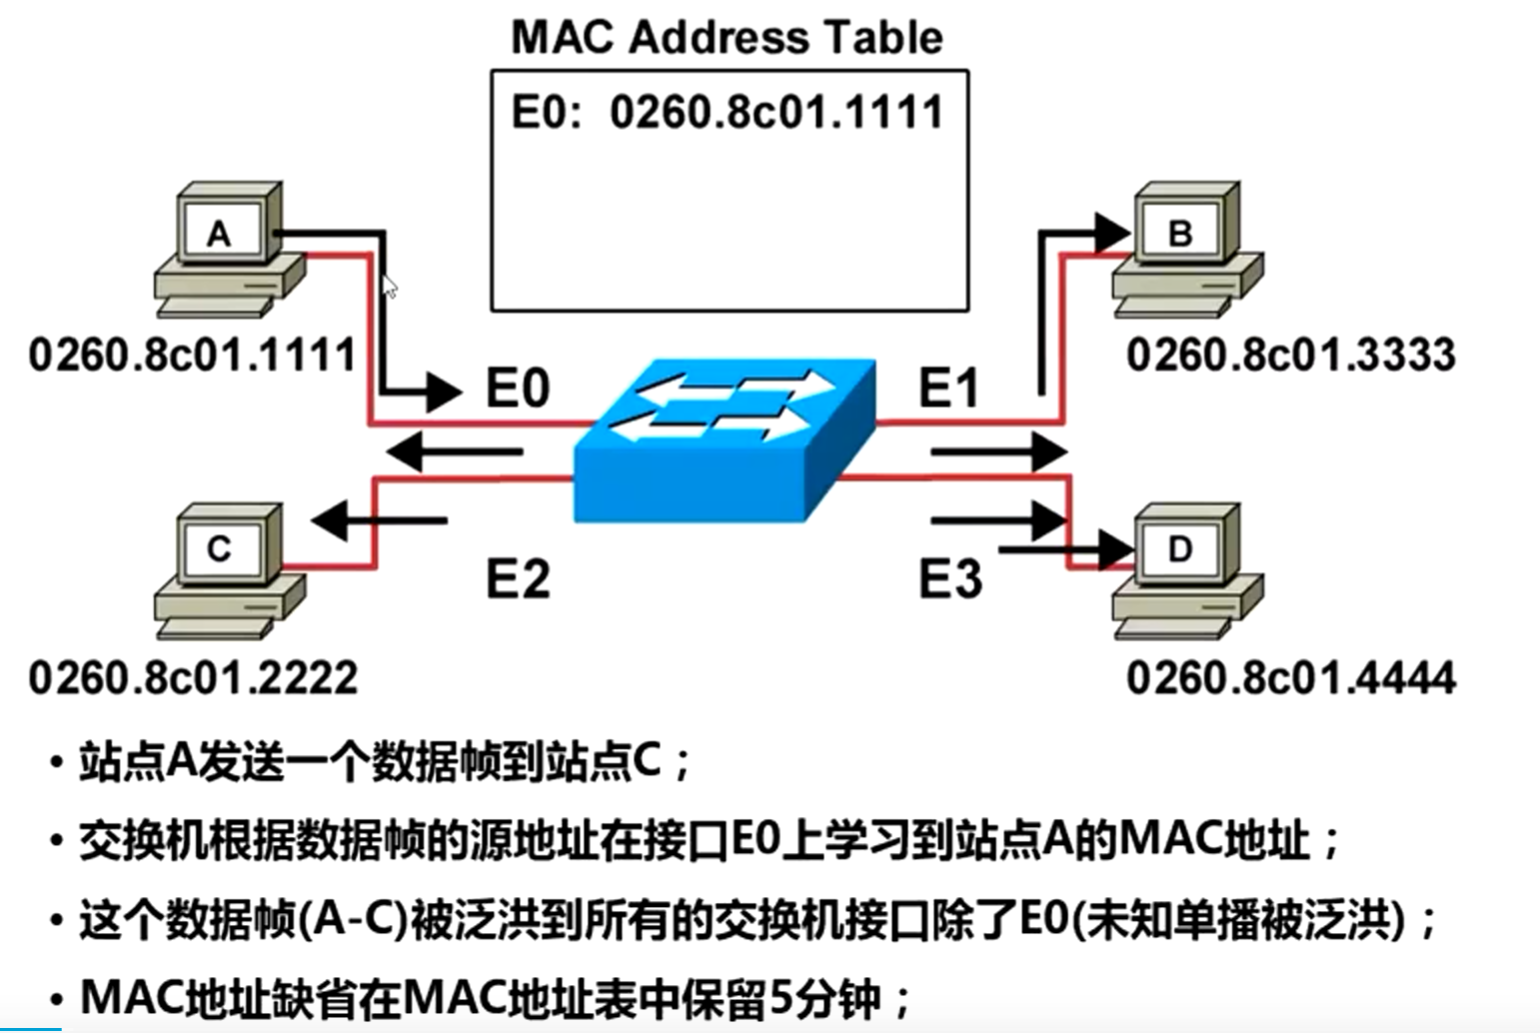 MAC Address Table
E0: 0260.8c01.1111
A
B
0260.8c01.1111
E0
E1
0260.8c01.3333
C
D
E2
E3
0260.8c01.2222
0260.8c01.4444
• 站点A发送一个数据帧到站点C；
• 交换机根据数据帧的源地址在接口E0上学习到站点A的MAC地址；
• 这个数据帧(A-C)被泛洪到所有的交换机接口除了E0(未知单播被泛洪)；
• MAC地址缺省在MAC地址表中保留5分钟；